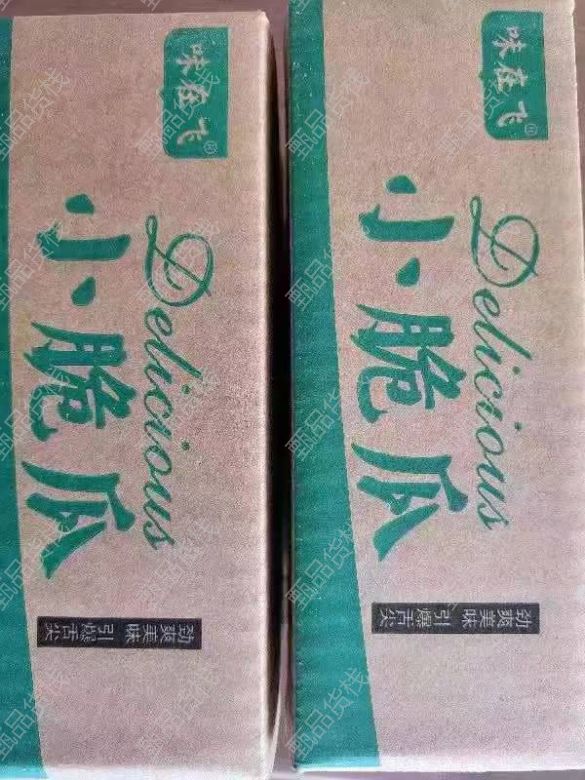 味在飞®
Delicious
小脆瓜
劲爽美味 引爆舌尖
味在飞®
Delicious
小脆瓜
劲爽美味 引爆舌尖
甄品货栈